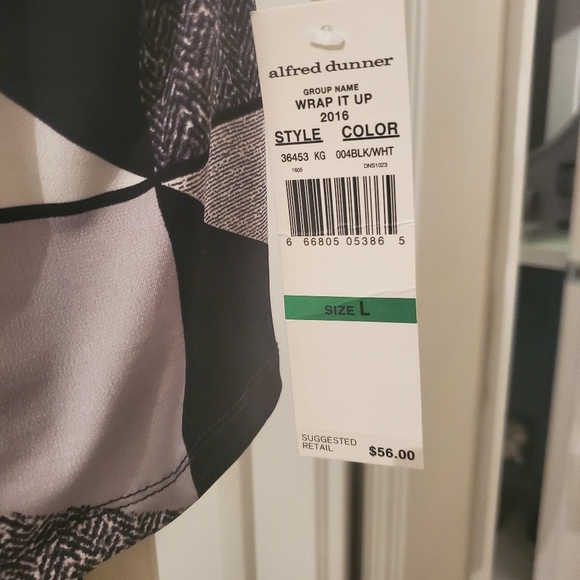 alfred dunner
GROUP NAME
WRAP IT UP
2016
STYLE COLOR
36453 KG 004BLK/WHT
1605 DNS1023
6 66805 05386 5
SIZE L
SUGGESTED
RETAIL $56.00